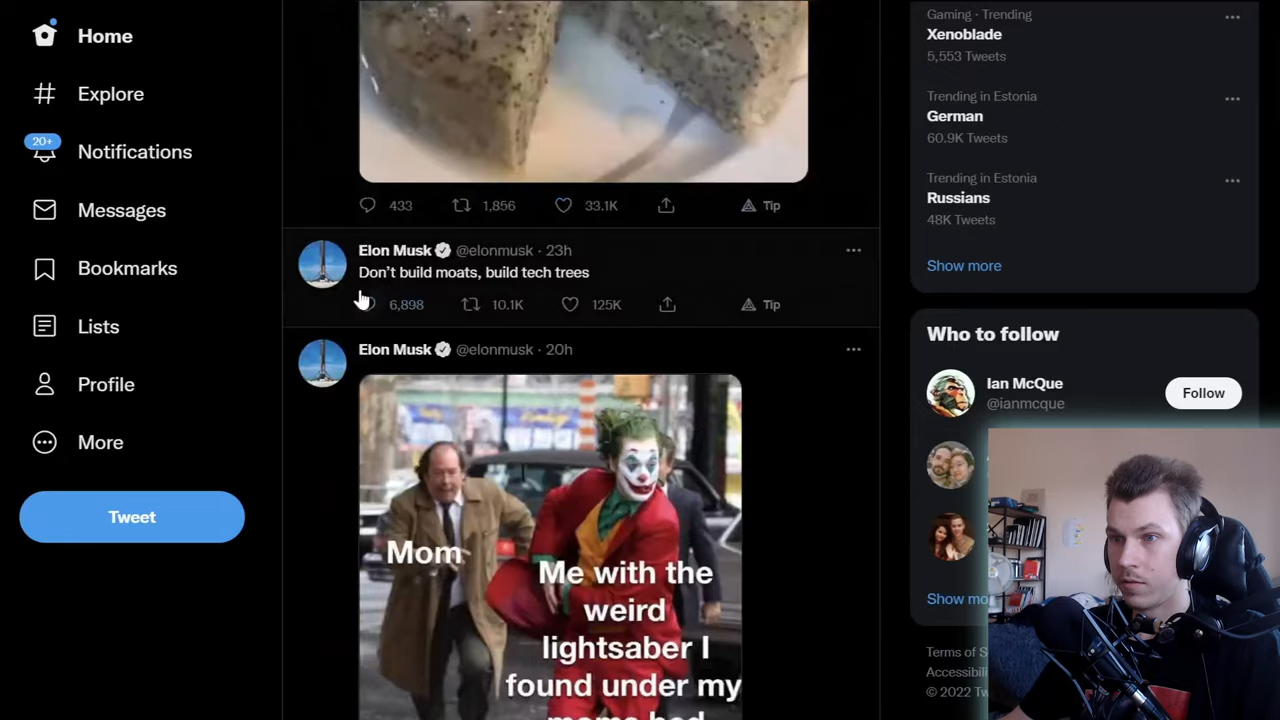 Home
Explore
20+
Notifications
Messages
Bookmarks
Lists
Profile
More
Tweet
433 1,856 33.1K Tip
Elon Musk @elonmusk · 23h
Don't build moats, build tech trees
6,898 10.1K 125K Tip
Elon Musk @elonmusk · 20h
Mom
Me with the
weird
lightsaber I
found under my
moms bed
Gaming · Trending
Xenoblade
5,553 Tweets
Trending in Estonia
German
60.9K Tweets
Trending in Estonia
Russians
48K Tweets
Show more
Who to follow
Ian McQue
@ianmcque
Follow
Show mo
Terms of S
Accessibili
© 2022 Tw